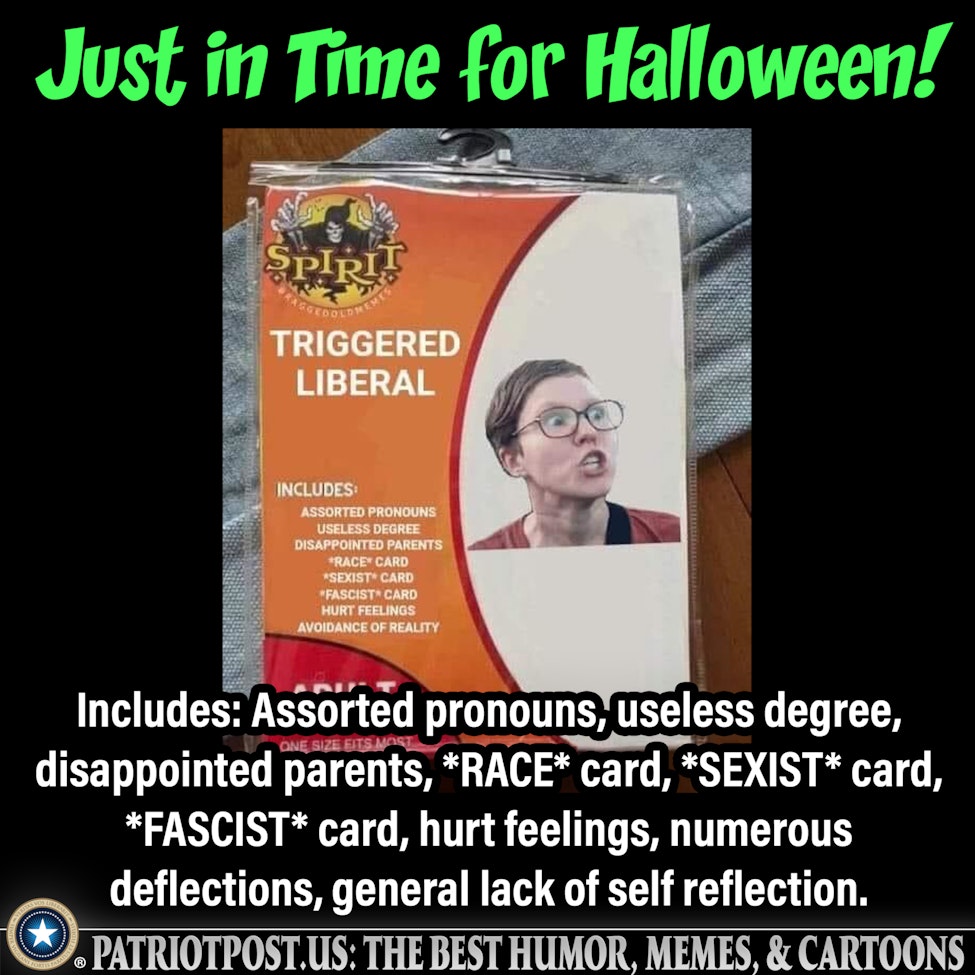 Just in Time for Halloween!
SPIRIT
@RAGGEDOLDMEMES
TRIGGERED
LIBERAL
INCLUDES:
ASSORTED PRONOUNS
USELESS DEGREE
DISAPPOINTED PARENTS
*RACE* CARD
*SEXIST* CARD
*FASCIST* CARD
HURT FEELINGS
AVOIDANCE OF REALITY
ADULT
ONE SIZE FITS MOST
Includes: Assorted pronouns, useless degree,
disappointed parents, *RACE* card, *SEXIST* card,
*FASCIST* card, hurt feelings, numerous
deflections, general lack of self reflection.
® PATRIOTPOST.US: THE BEST HUMOR, MEMES, & CARTOONS